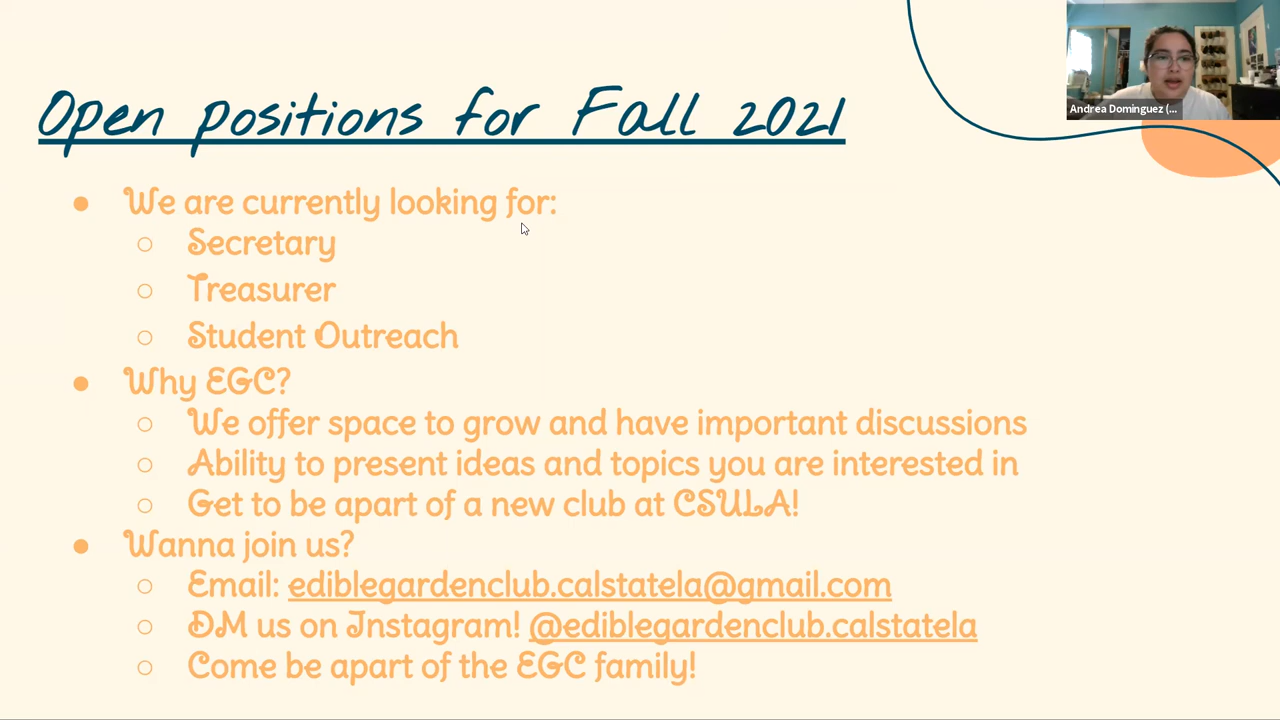 Open positions for Fall 2021
Andrea Dominguez (...
● We are currently looking for:
○ Secretary
○ Treasurer
○ Student Outreach
● Why EGC?
○ We offer space to grow and have important discussions
○ Ability to present ideas and topics you are interested in
○ Get to be apart of a new club at CSULA!
● Wanna join us?
○ Email: ediblegardenclub.calstatela@gmail.com
○ DM us on Instagram! @ediblegardenclub.calstatela
○ Come be apart of the EGC family!